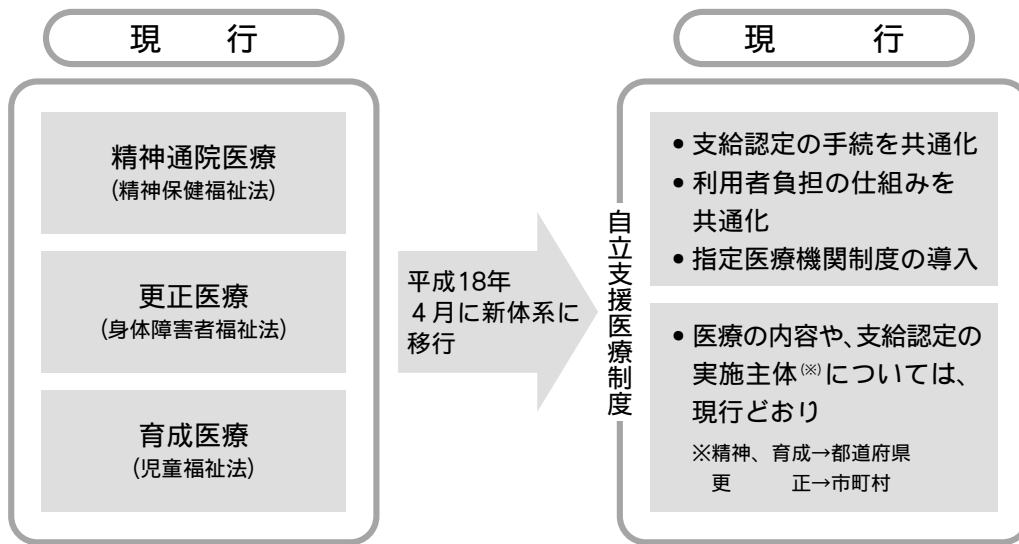 現　行
精神通院医療
(精神保健福祉法)
更正医療
(身体障害者福祉法)
育成医療
(児童福祉法)
平成18年
４月に新体系に
移行
現　行
自立支援医療制度
• 支給認定の手続を共通化
• 利用者負担の仕組みを
共通化
• 指定医療機関制度の導入
• 医療の内容や、支給認定の
実施主体(※)については、
現行どおり
※精神、育成→都道府県
更　正→市町村